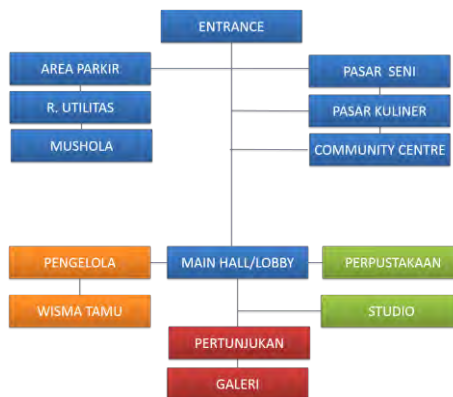 ENTRANCE
AREA PARKIR
PASAR SENI
R. UTILITAS
PASAR KULINER
MUSHOLA
COMMUNITY CENTRE
PENGELOLA
MAIN HALL/LOBBY
PERPUSTAKAAN
WISMA TAMU
STUDIO
PERTUNJUKAN
GALERI